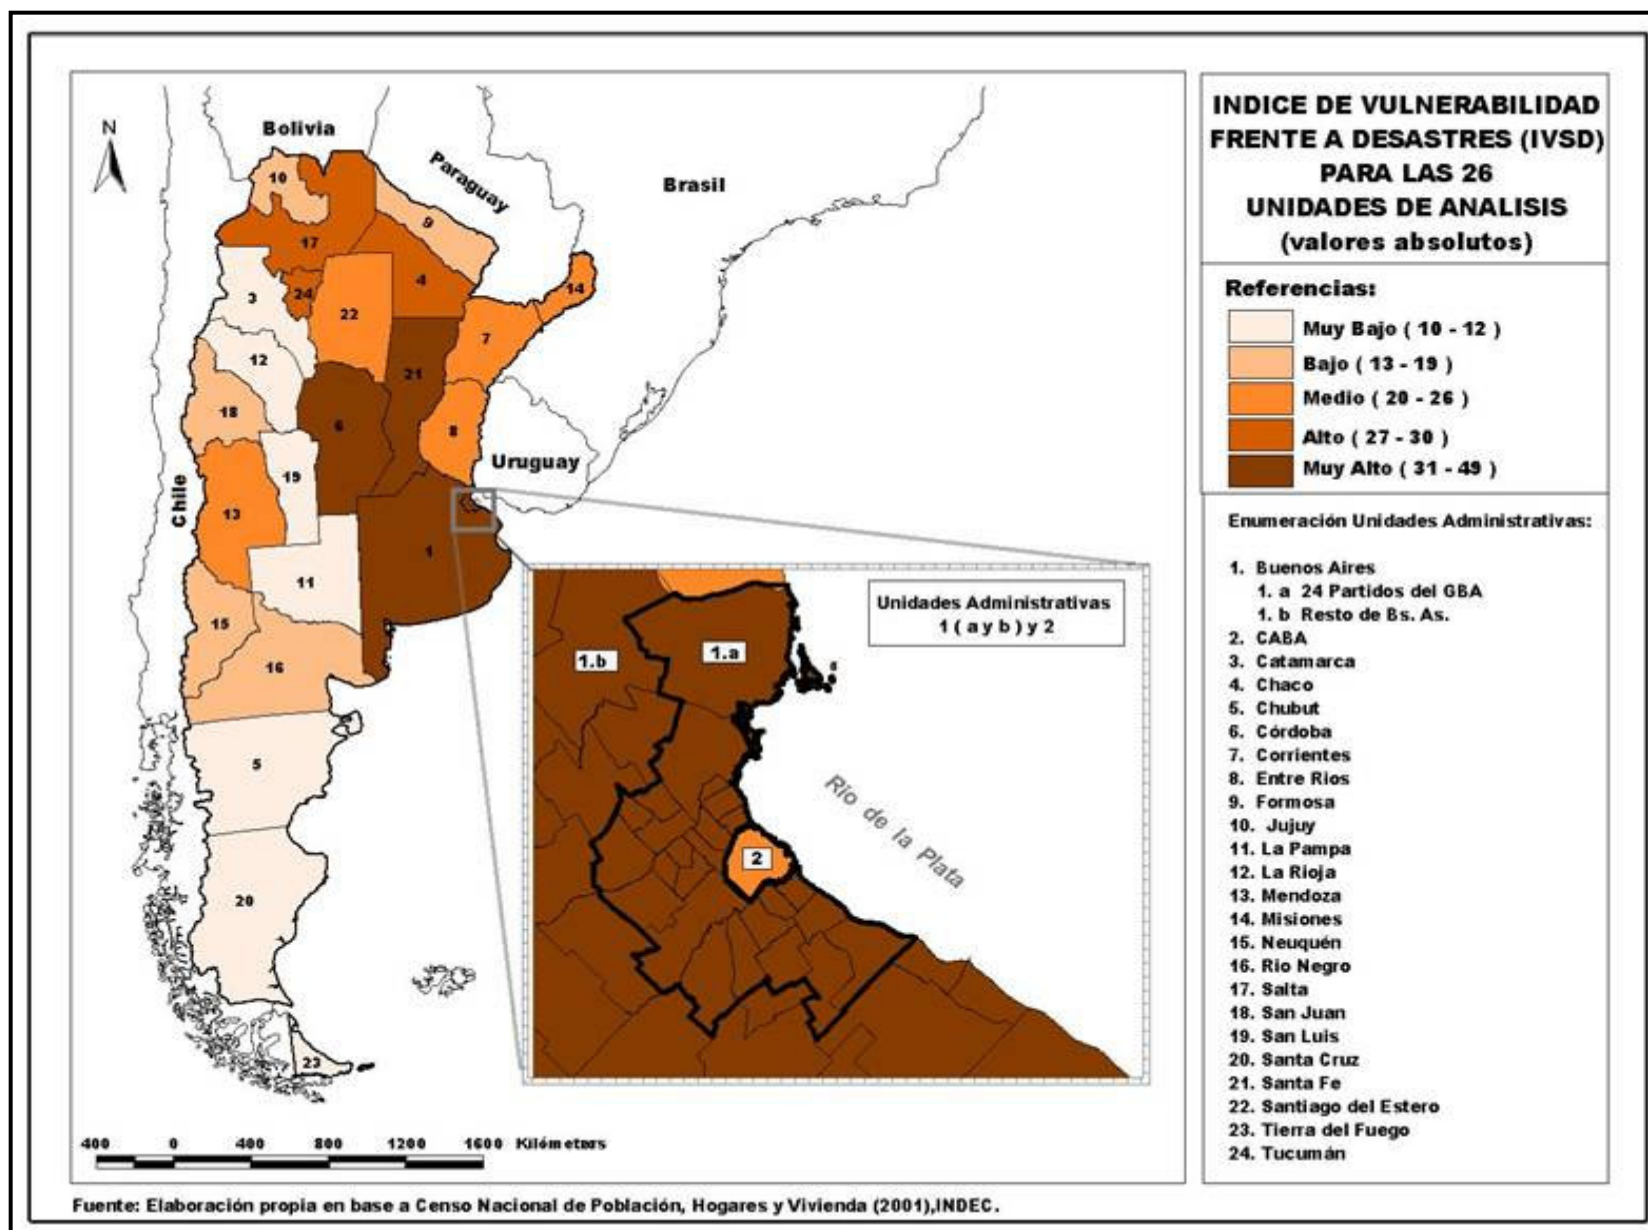 INDICE DE VULNERABILIDAD
FRENTE A DESASTRES (IVSD)
PARA LAS 26
UNIDADES DE ANALISIS
(valores absolutos)
Referencias:
Muy Bajo ( 10 - 12 )
Bajo ( 13 - 19 )
Medio ( 20 - 26 )
Alto ( 27 - 30 )
Muy Alto ( 31 - 49 )
Enumeración Unidades Administrativas:
1. Buenos Aires
1. a 24 Partidos del GBA
1. b Resto de Bs. As.
2. CABA
3. Catamarca
4. Chaco
5. Chubut
6. Córdoba
7. Corrientes
8. Entre Rios
9. Formosa
10. Jujuy
11. La Pampa
12. La Rioja
13. Mendoza
14. Misiones
15. Neuquén
16. Rio Negro
17. Salta
18. San Juan
19. San Luis
20. Santa Cruz
21. Santa Fe
22. Santiago del Estero
23. Tierra del Fuego
24. Tucumán
N
Bolivia
Paraguay
Brasil
Uruguay
Chile
10
9
17
4
14
3
24
22
7
12
21
18
6
8
19
13
1
11
15
16
5
20
23
Unidades Administrativas
1 ( a y b ) y 2
1.b
1.a
2
Rio de la Plata
400 0 400 800 1200 1600 Kilómetros
Fuente: Elaboración propia en base a Censo Nacional de Población, Hogares y Vivienda (2001),INDEC.